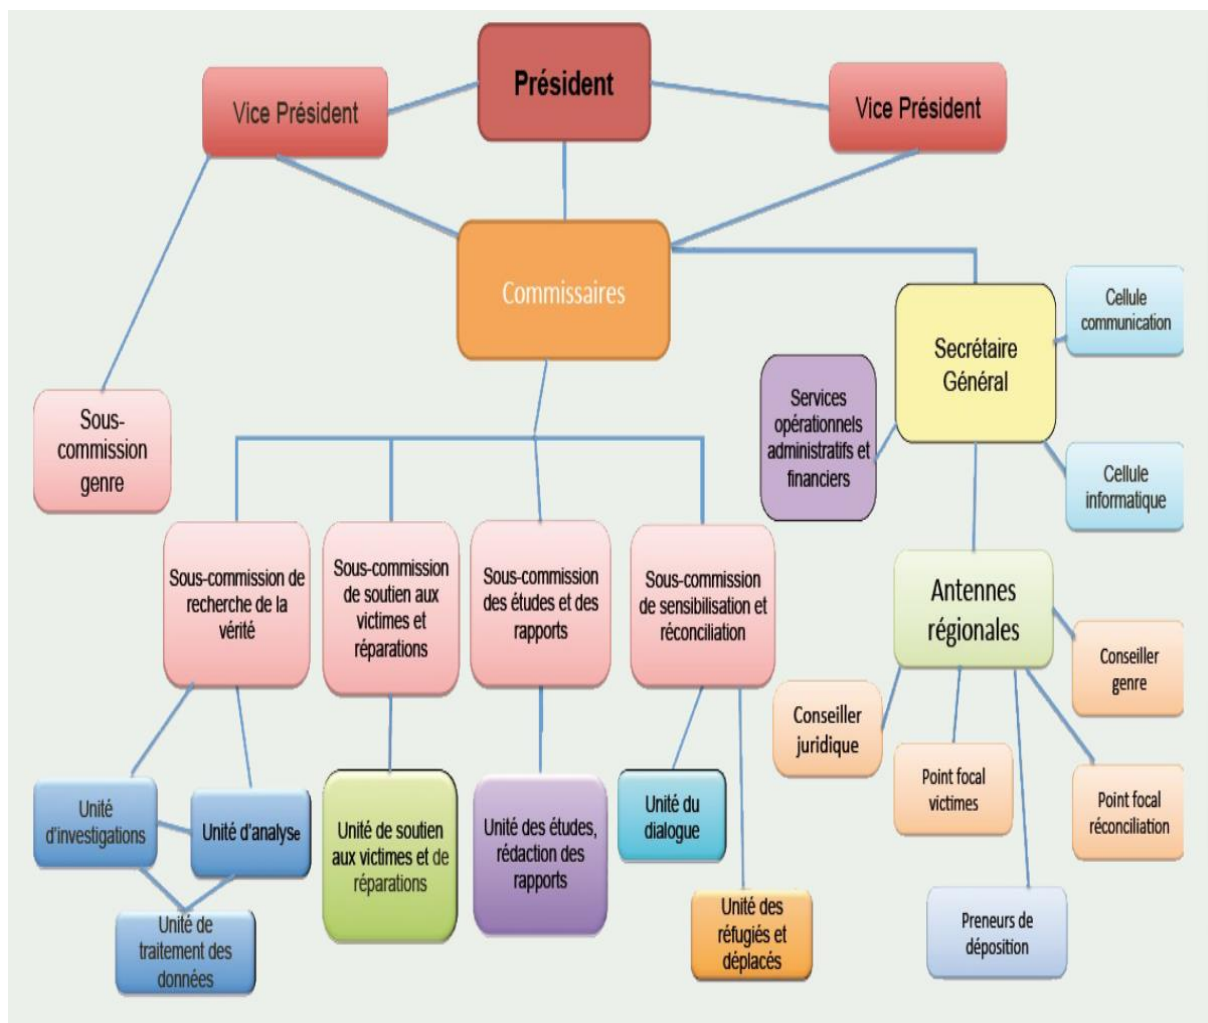 Président
Vice Président
Vice Président
Commissaires
Secrétaire
Général
Cellule
communication
Services
opérationnels
administratifs et
financiers
Cellule
informatique
Sous-
commission
genre
Sous-commission de
recherche de la
vérité
Sous-commission
de soutien aux
victimes et
réparations
Sous-commission
des études et des
rapports
Sous-commission
de sensibilisation et
réconciliation
Antennes
régionales
Conseiller
genre
Conseiller
juridique
Point focal
victimes
Point focal
réconciliation
Preneurs de
déposition
Unité
d'investigations
Unité d'analyse
Unité de
traitement des
données
Unité de soutien
aux victimes et de
réparations
Unité des études,
rédaction des
rapports
Unité du
dialogue
Unité des
réfugiés et
déplacés